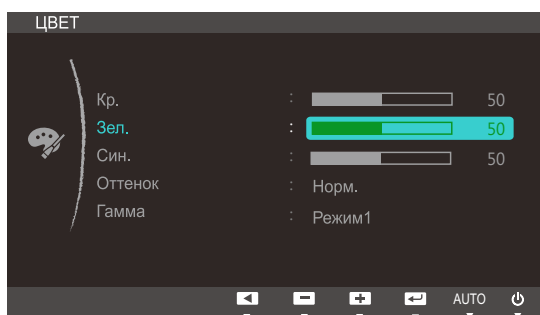 ЦВЕТ
Кр. : 50
Зел. : 50
Син. : 50
Оттенок : Норм.
Гамма : Режим1
AUTO